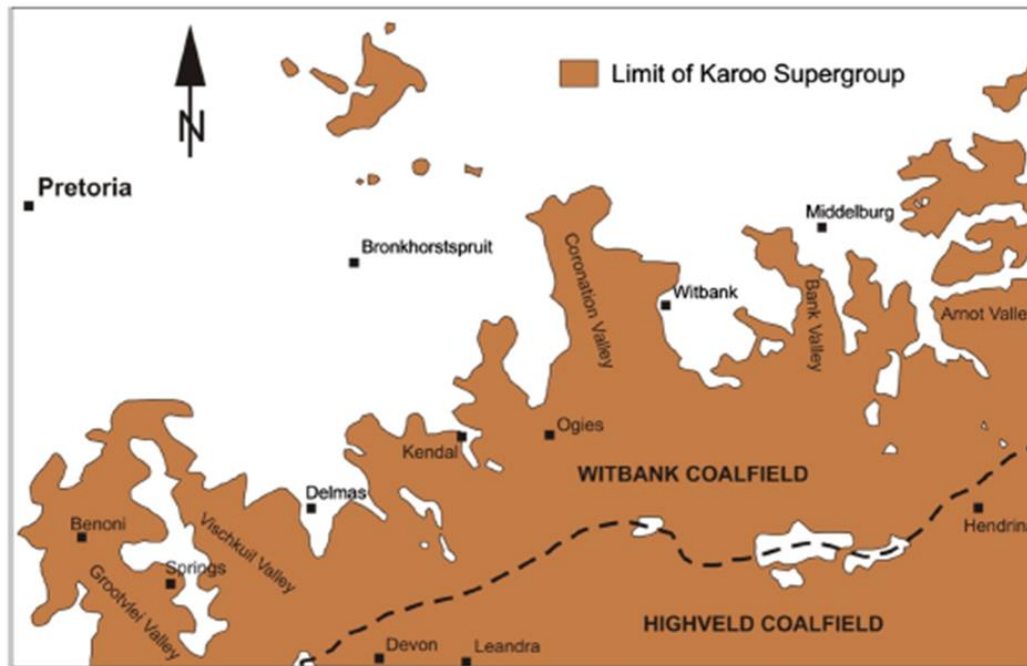 N
Limit of Karoo Supergroup
Pretoria
Bronkhorstspruit
Middelburg
Coronation Valley
Witbank
Bank Valley
Arnot Valle
Ogies
Kendal
WITBANK COALFIELD
Delmas
Benoni
Vischkuil Valley
Hendrin
Springs
Grootvlei Valley
HIGHVELD COALFIELD
Devon
Leandra